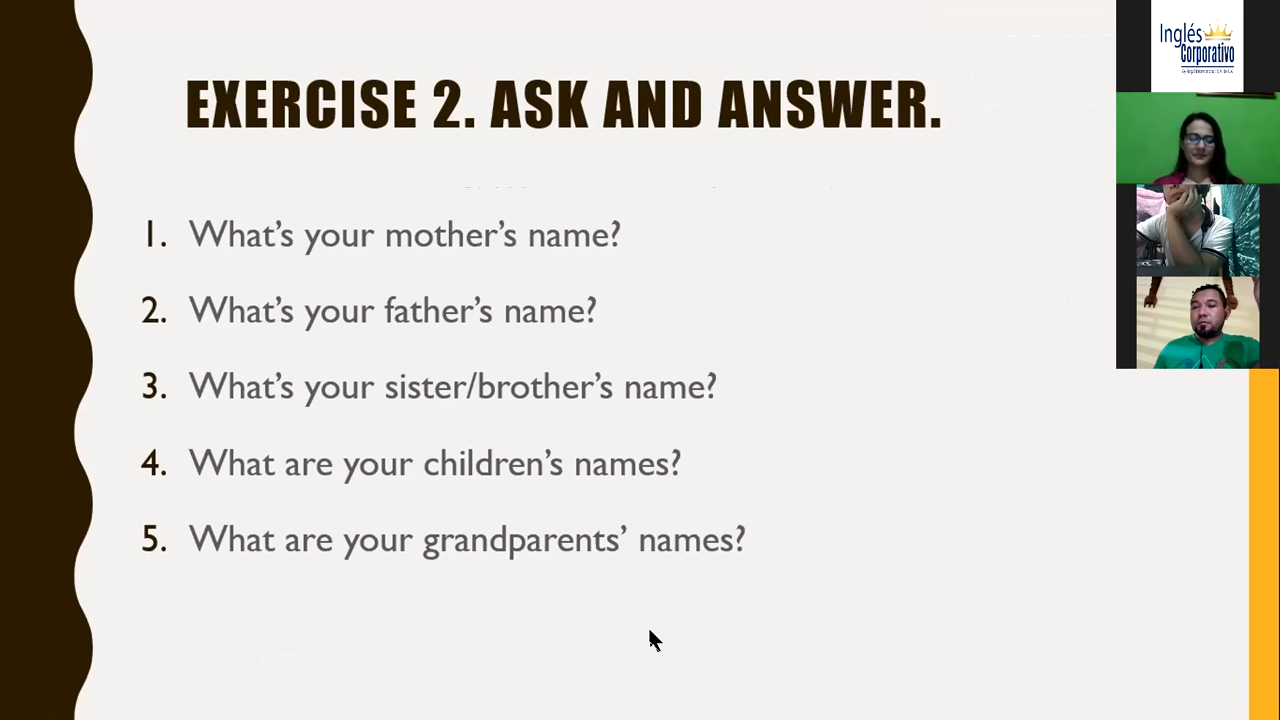 EXERCISE 2. ASK AND ANSWER.
1. What's your mother's name?
2. What's your father's name?
3. What's your sister/brother's name?
4. What are your children's names?
5. What are your grandparents' names?
Inglés
Corporativo